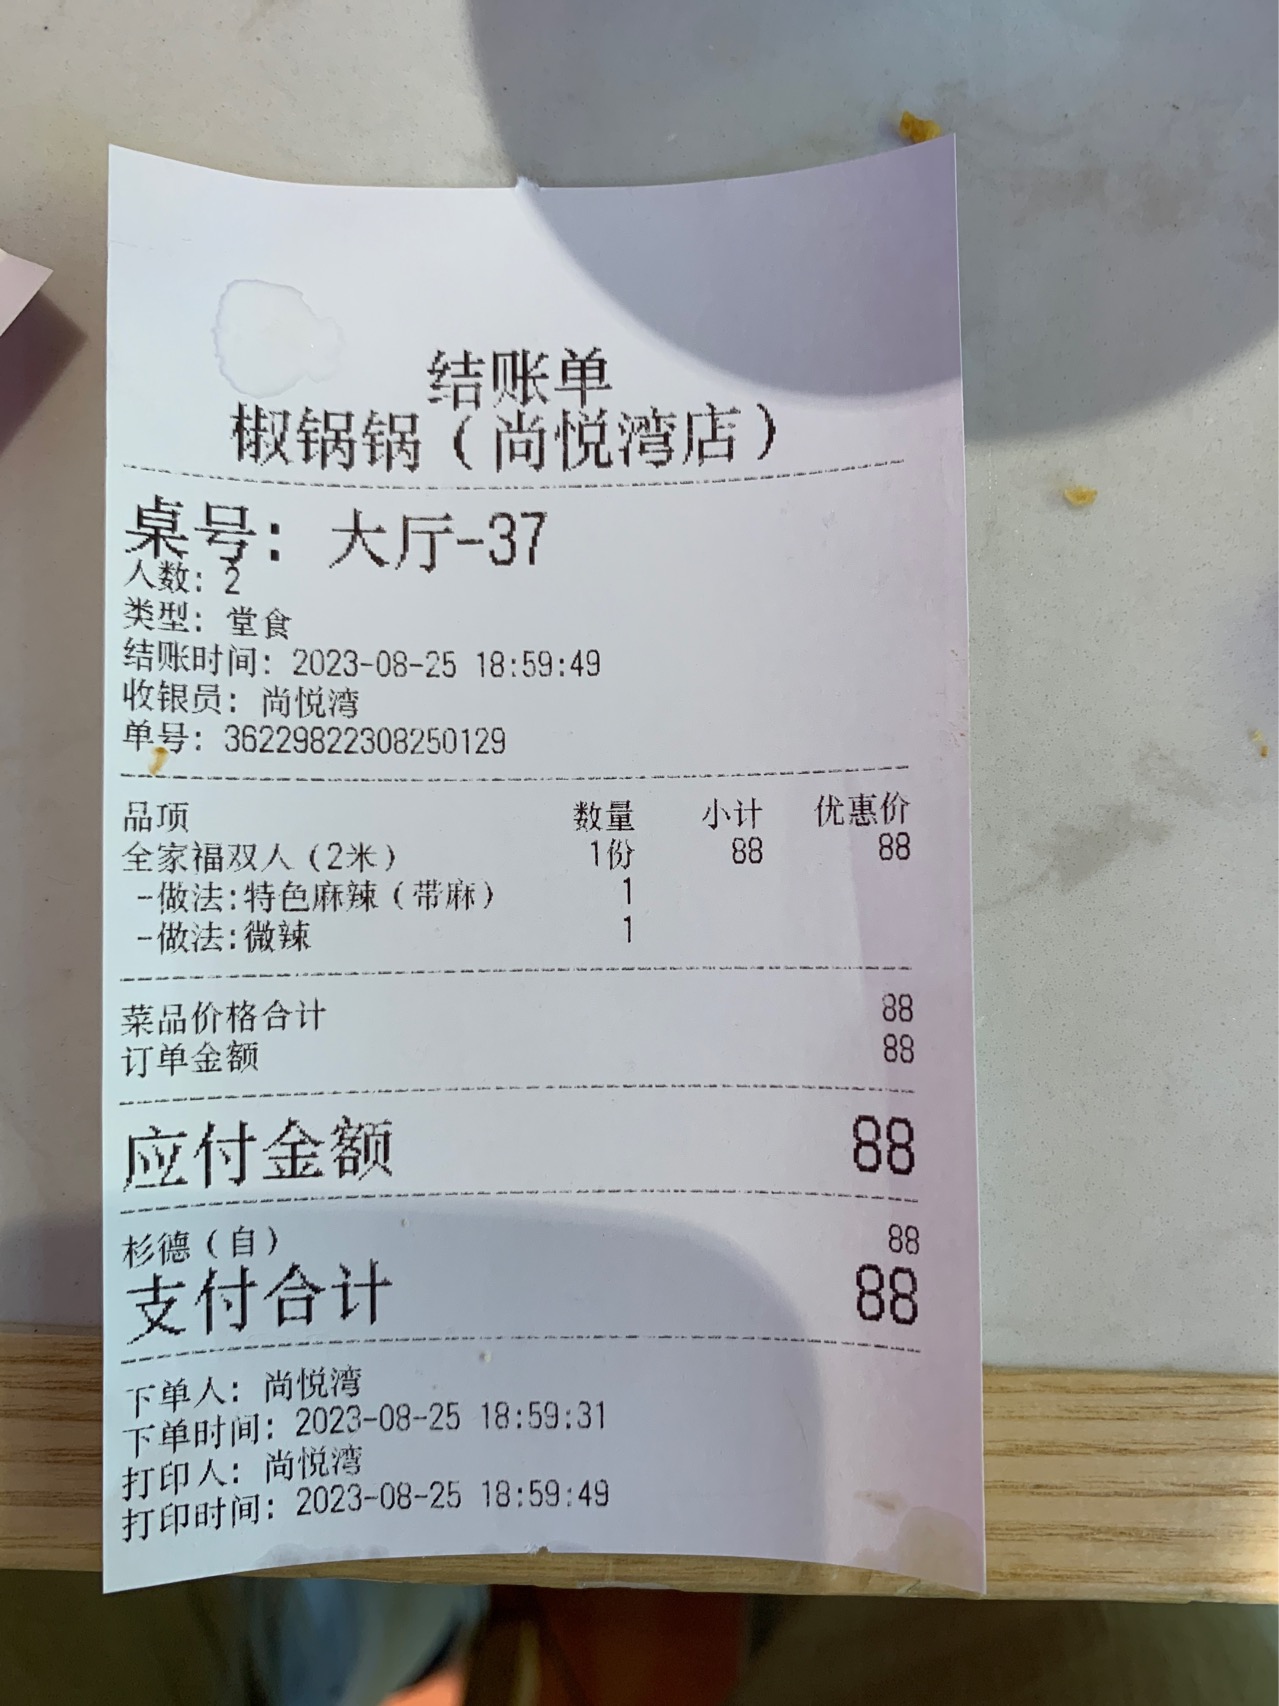 结账单
椒锅锅（尚悦湾店）
桌号：大厅-37
人数：2
类型：堂食
结账时间：2023-08-25 18:59:49
收银员：尚悦湾
单号：36229822308250129
品项 数量 小计 优惠价
全家福双人（2米） 1份 88 88
-做法:特色麻辣（带麻） 1
-做法:微辣 1
菜品价格合计 88
订单金额 88
应付金额 88
杉德（自） 88
支付合计 88
下单人：尚悦湾
下单时间：2023-08-25 18:59:31
打印人：尚悦湾
打印时间：2023-08-25 18:59:49